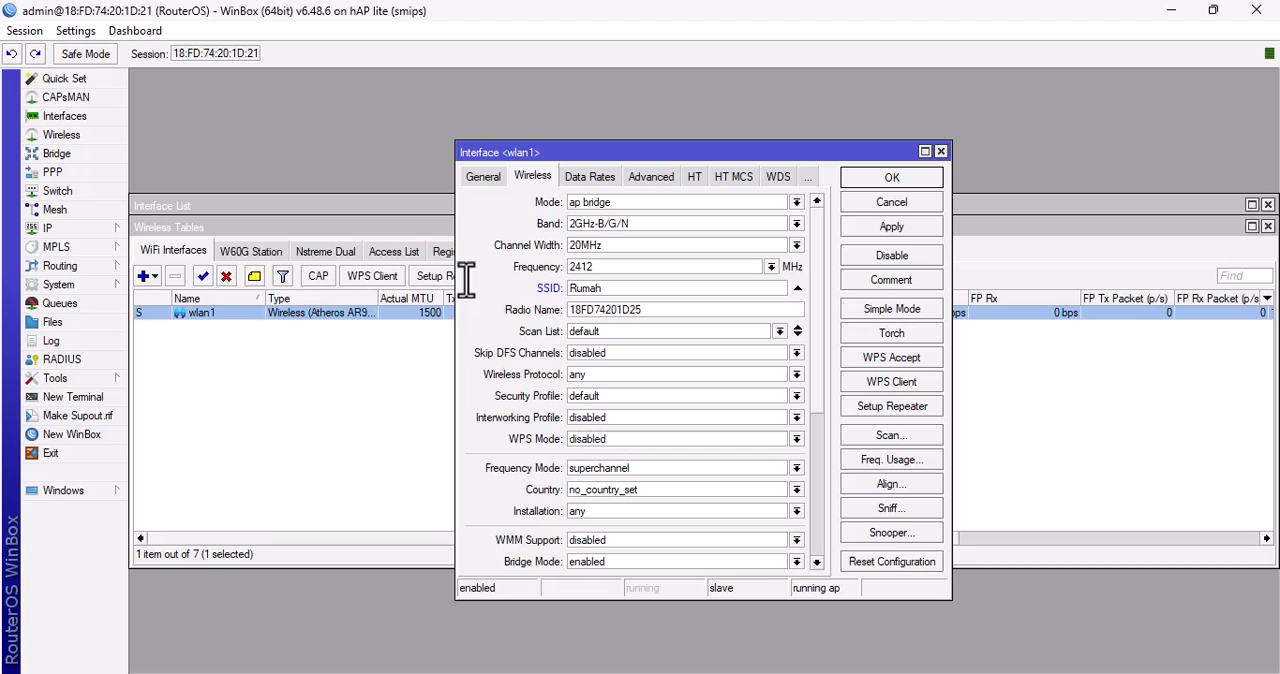 admin@18:FD:74:20:1D:21 (RouterOS) - WinBox (64bit) v6.48.6 on hAP lite (smips)
Session Settings Dashboard
Safe Mode Session: 18:FD:74:20:1D:21
Quick Set
CAPsMAN
Interfaces
Wireless
Bridge
PPP
Switch
Mesh
IP
MPLS
Routing
System
Queues
Files
Log
RADIUS
Tools
New Terminal
Make Supout.rif
New WinBox
Exit
Windows
RouterOS WinBox
Interface List
Wireless Tables
WiFi Interfaces W60G Station Nstreme Dual Access List Regi
CAP WPS Client Setup R
Find
Name / Type Actual MTU T FP Rx FP Tx Packet (p/s) FP Rx Packet (p/s
S wlan1 Wireless (Atheros AR9... 1500 bps 0 bps 0 0
1 item out of 7 (1 selected)
Interface <wlan1>
General Wireless Data Rates Advanced HT HT MCS WDS ...
Mode: ap bridge
Band: 2GHz-B/G/N
Channel Width: 20MHz
Frequency: 2412 MHz
SSID: Rumah
Radio Name: 18FD74201D25
Scan List: default
Skip DFS Channels: disabled
Wireless Protocol: any
Security Profile: default
Interworking Profile: disabled
WPS Mode: disabled
Frequency Mode: superchannel
Country: no_country_set
Installation: any
WMM Support: disabled
Bridge Mode: enabled
OK
Cancel
Apply
Disable
Comment
Simple Mode
Torch
WPS Accept
WPS Client
Setup Repeater
Scan...
Freq. Usage...
Align...
Sniff...
Snooper...
Reset Configuration
enabled running slave running ap